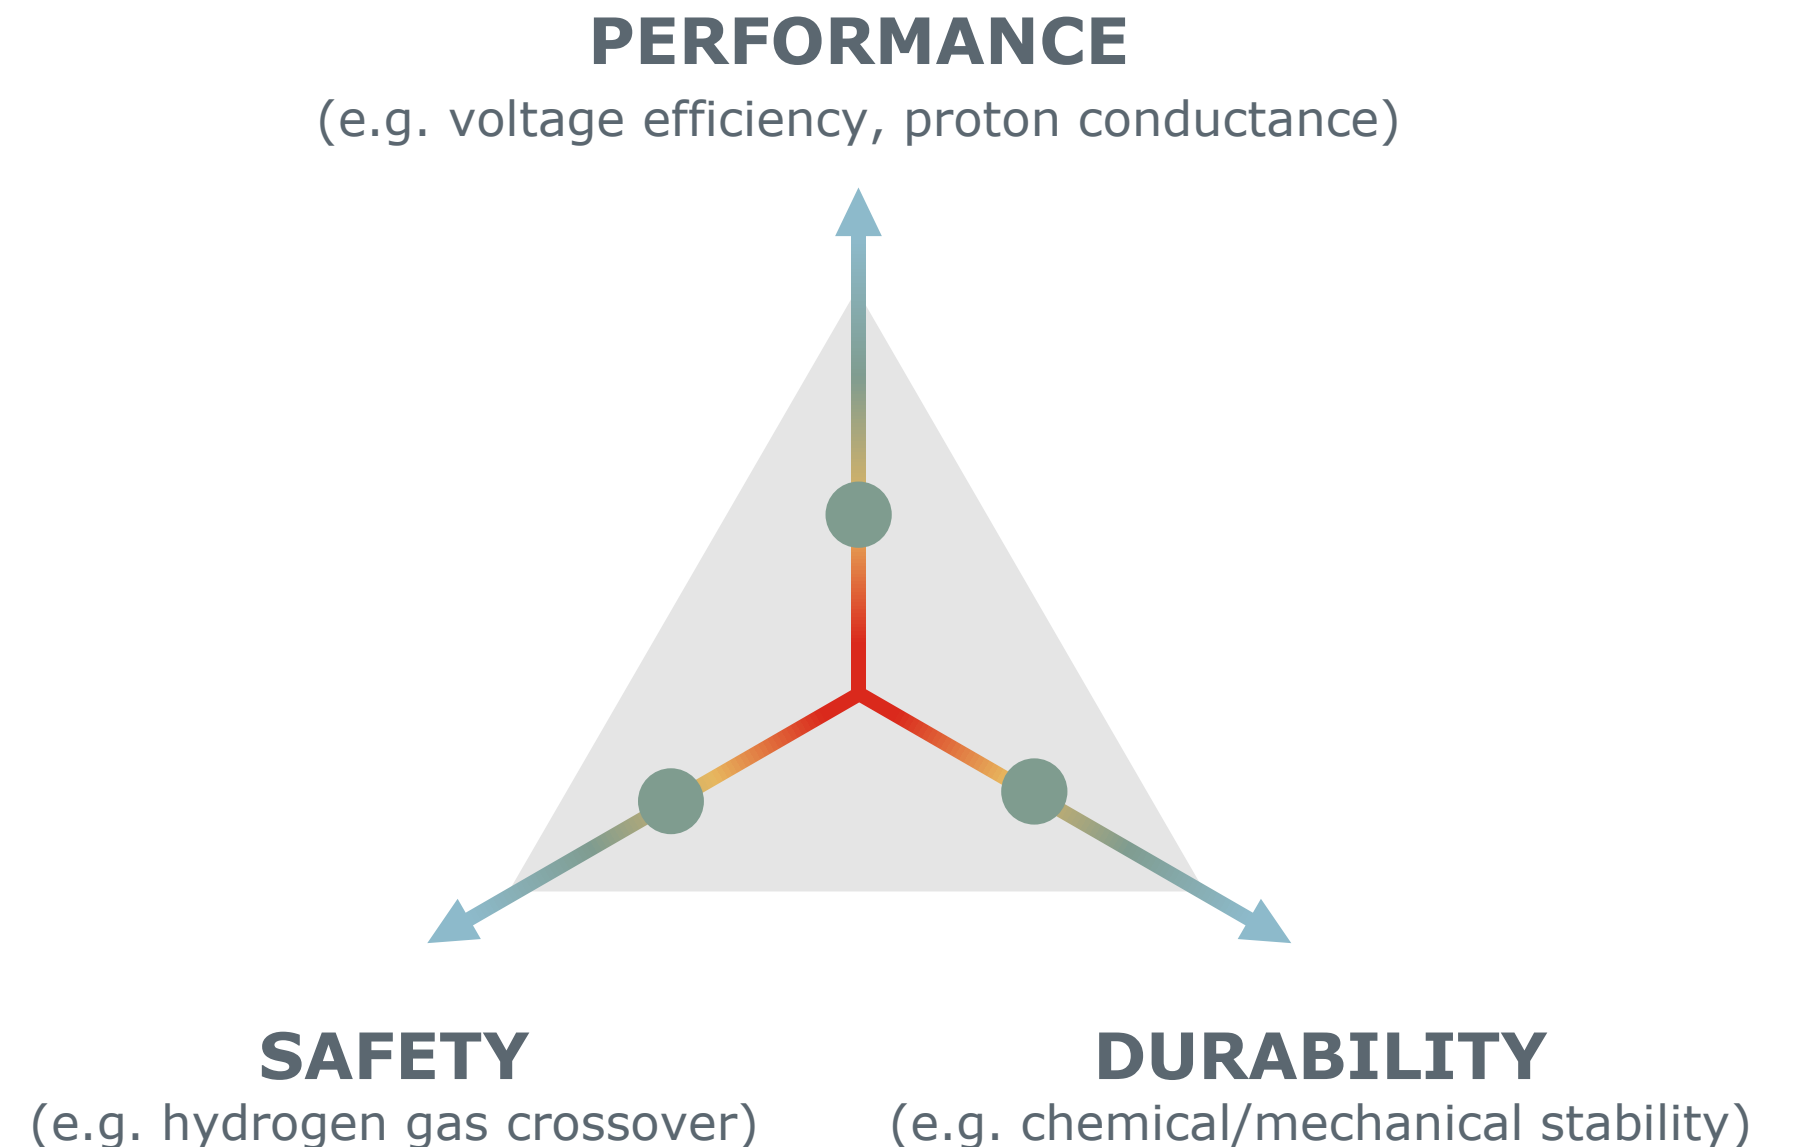 PERFORMANCE
(e.g. voltage efficiency, proton conductance)
SAFETY
(e.g. hydrogen gas crossover)
DURABILITY
(e.g. chemical/mechanical stability)